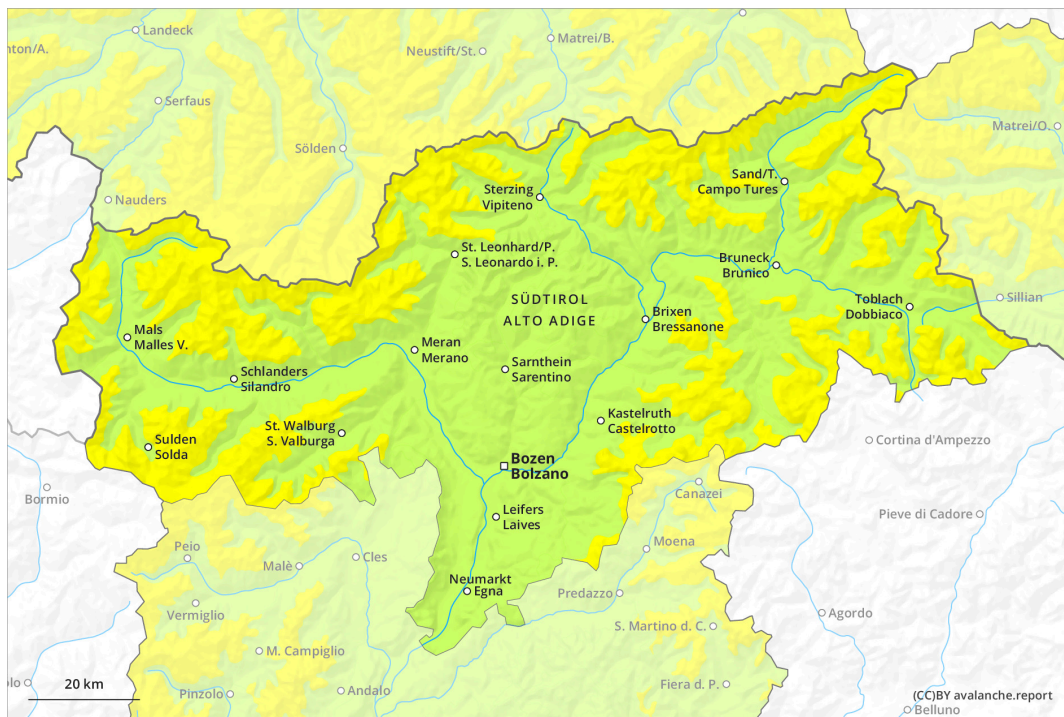 Landeck
Matrei/B.
Neustift/St.
nton/A.
Serfaus
Matrei/O.
Sölden
Sand/T.
Campo Tures
Sterzing
Vipiteno
Nauders
St. Leonhard/P.
S. Leonardo i. P.
Bruneck
Brunico
SÜDTIROL
ALTO ADIGE
Toblach
Dobbiaco
Sillian
Brixen
Bressanone
Mals
Malles V.
Meran
Merano
Sarnthein
Sarentino
Schlanders
Silandro
Kastelruth
Castelrotto
St. Walburg
S. Valburga
Sulden
Solda
Cortina d'Ampezzo
Bozen
Bolzano
Bormio
Canazei
Leifers
Laives
Pieve di Cadore
Moena
Peio
Cles
Malè
Neumarkt
Egna
Predazzo
Vermiglio
Agordo
S. Martino d. C.
M. Campiglio
olo
20 km
Pinzolo
Andalo
Fiera d. P.
(CC)BY avalanche.report
Belluno